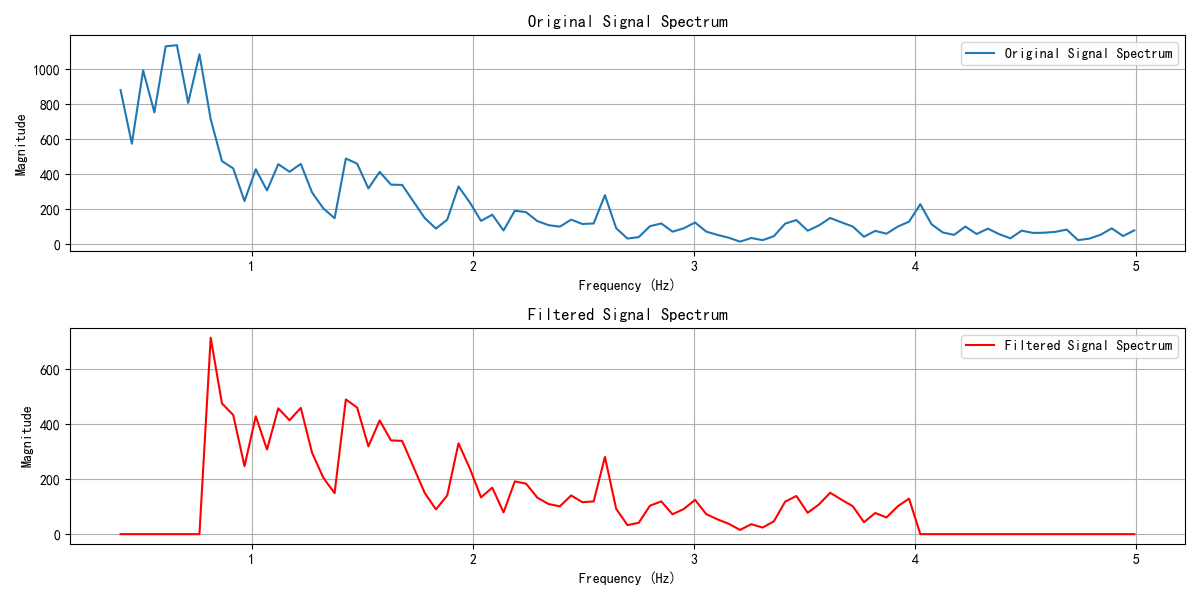 Original Signal Spectrum
Original Signal Spectrum
Magnitude
1000
800
600
400
200
0
1
2
3
4
5
Frequency (Hz)
Filtered Signal Spectrum
Filtered Signal Spectrum
Magnitude
600
400
200
0
1
2
3
4
5
Frequency (Hz)